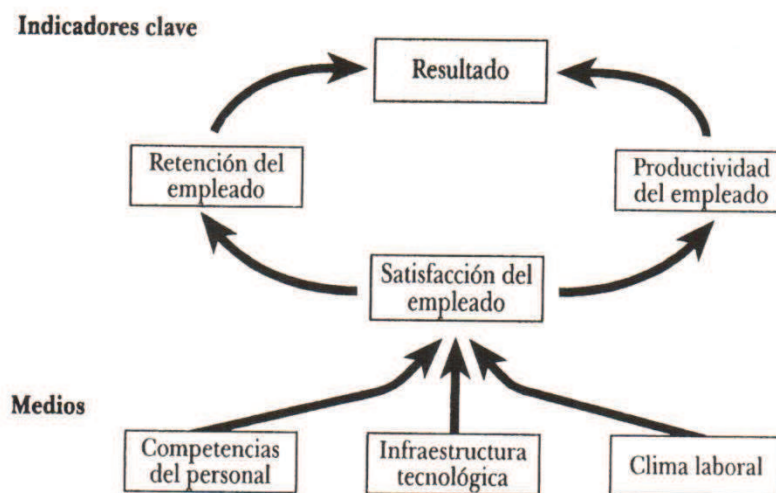 Indicadores clave
Resultado
Retención del
empleado
Productividad
del empleado
Satisfacción del
empleado
Medios
Competencias
del personal
Infraestructura
tecnológica
Clima laboral